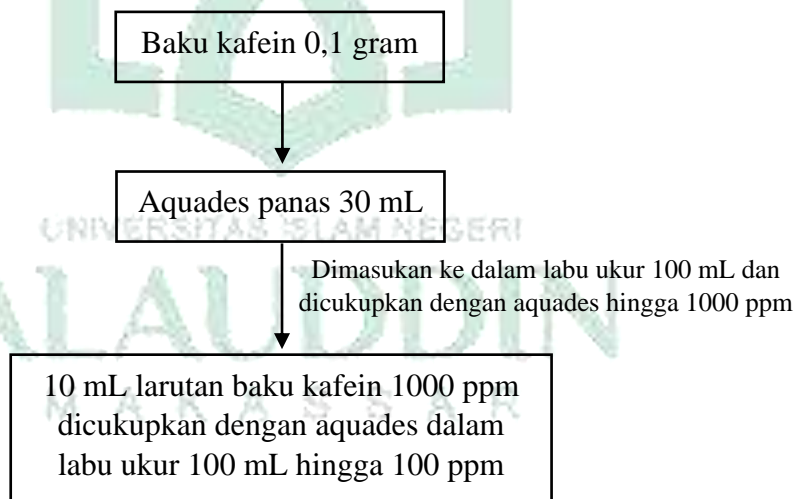 Baku kafein 0,1 gram
Aquades panas 30 mL
UNIVERSITAS ISLAM NEGERI
Dimasukan ke dalam labu ukur 100 mL dan
dicukupkan dengan aquades hingga 1000 ppm
ALAUDDIN
10 mL larutan baku kafein 1000 ppm
MAKASSAR
dicukupkan dengan aquades dalam
labu ukur 100 mL hingga 100 ppm